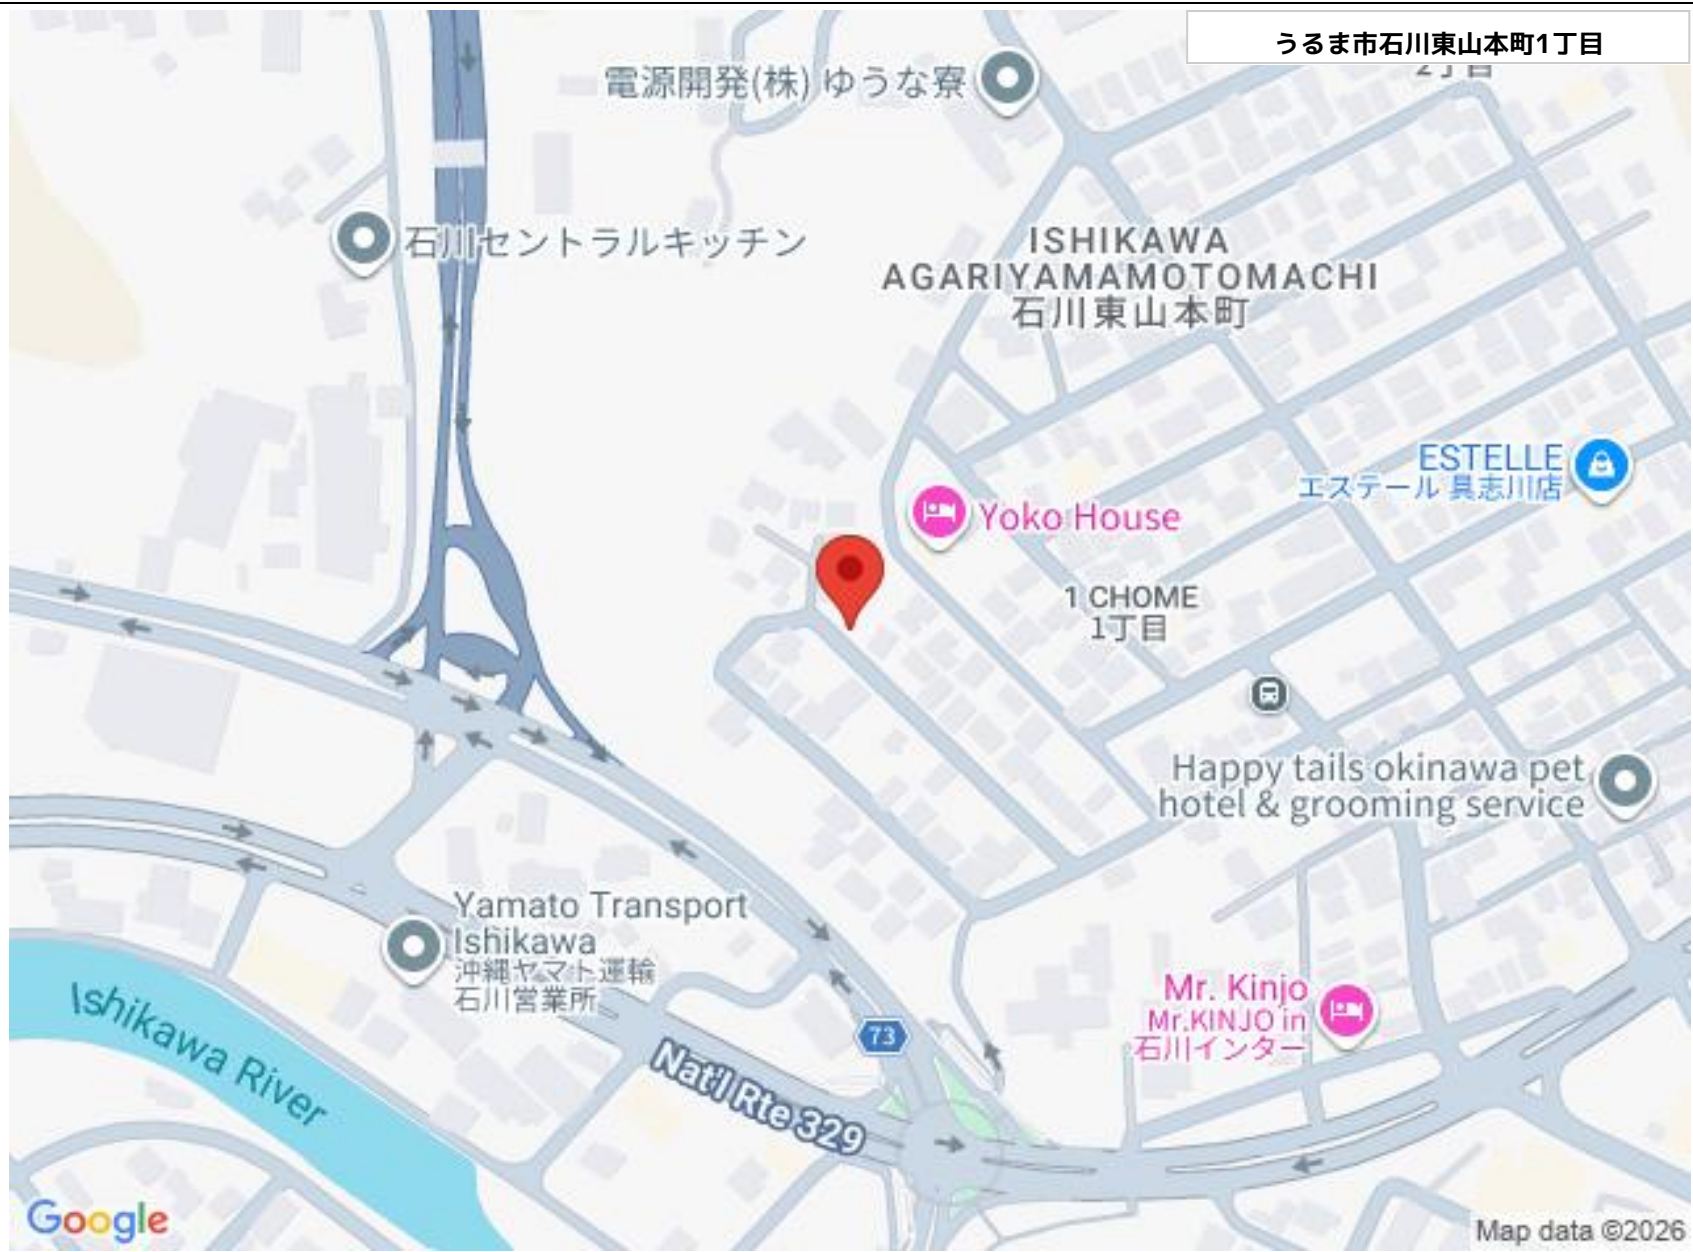 うるま市石川東山本町1丁目
2丁目
電源開発(株) ゆうな寮
石川セントラルキッチン
ISHIKAWA
AGARIYAMAMOTOMACHI
石川東山本町
ESTELLE
エステール 具志川店
Yoko House
1 CHOME
1丁目
Happy tails okinawa pet
hotel & grooming service
Yamato Transport
Ishikawa
沖縄ヤマト運輸
石川営業所
Mr. Kinjo
Mr.KINJO in
石川インター
73
Nat'l Rte 329
Ishikawa River
Google
Map data ©2026